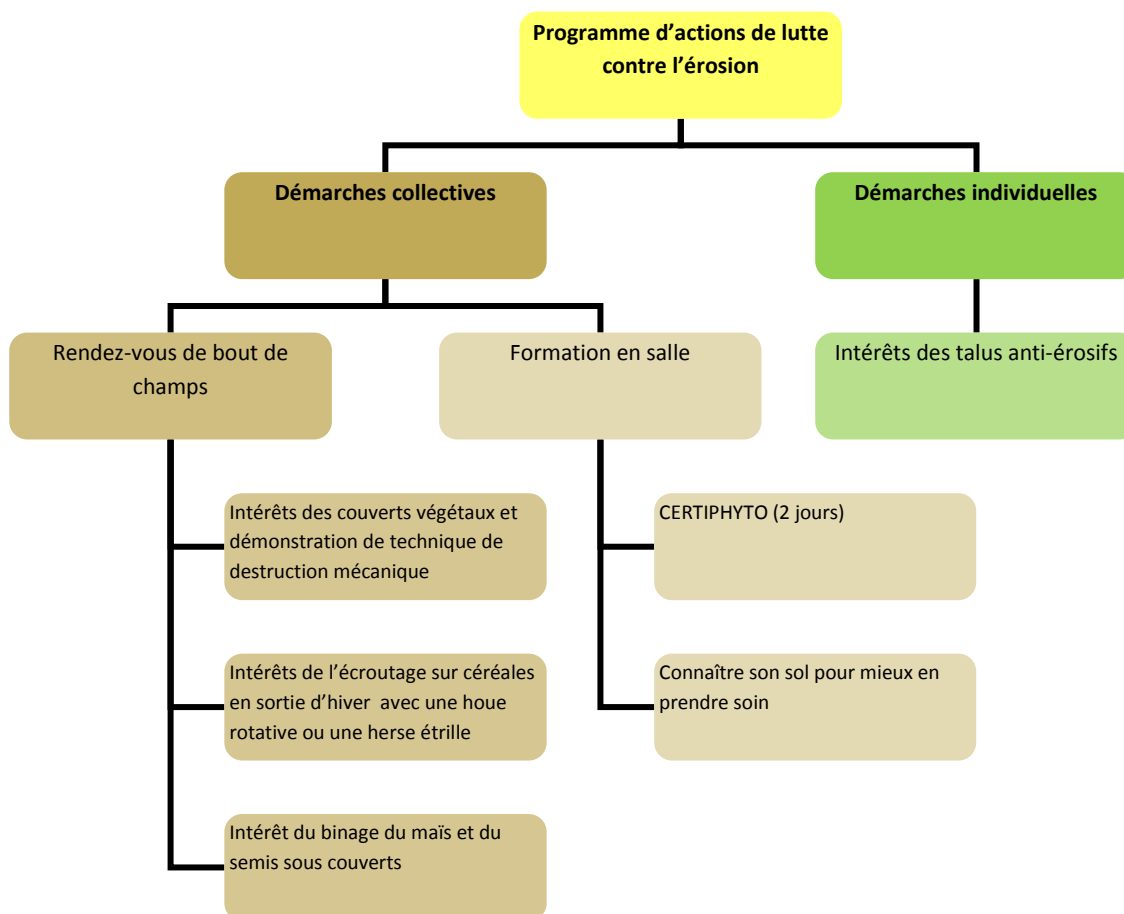 Programme d’actions de lutte
contre l’érosion
Démarches collectives
Démarches individuelles
Rendez-vous de bout de
champs
Formation en salle
Intérêts des talus anti-érosifs
Intérêts des couverts végétaux et
démonstration de technique de
destruction mécanique
CERTIPHYTO (2 jours)
Intérêts de l’écroutage sur céréales
en sortie d’hiver avec une houe
rotative ou une herse étrille
Connaître son sol pour mieux en
prendre soin
Intérêt du binage du maïs et du
semis sous couverts